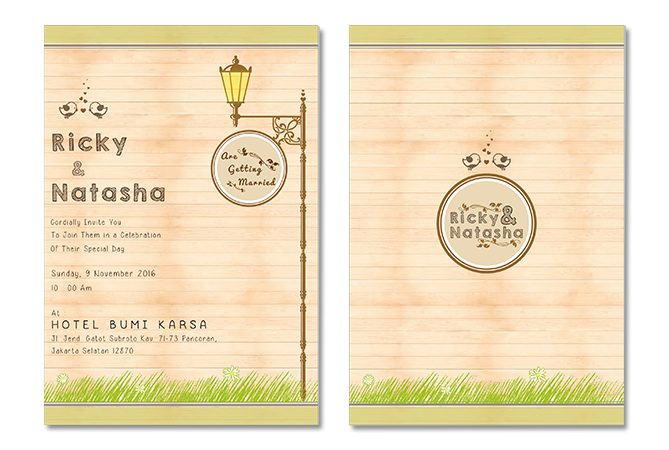 Ricky
&
Natasha
Are
Getting
Married
Cordially Invite You
To Join Them in a Celebration
Of Their Special Day
Sunday, 9 November 2016
10 . 00 Am
At
HOTEL BUMI KARSA
Jl. Jend. Gatot Subroto Kav. 71-73 Pancoran,
Jakarta Selatan 12870
Ricky&
Natasha